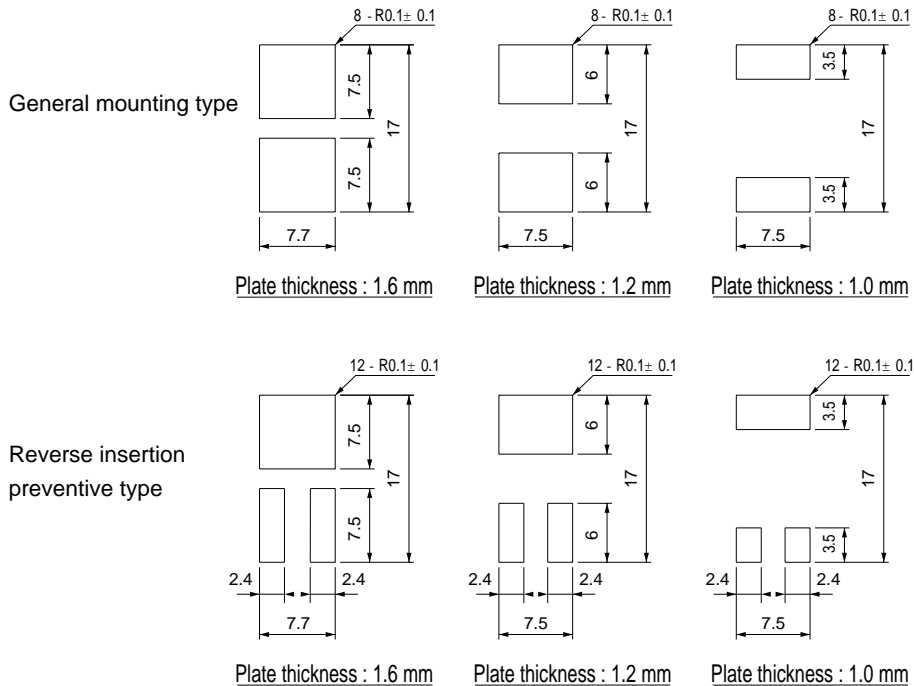 8 - R0.1± 0.1
8 - R0.1± 0.1
8 - R0.1± 0.1
General mounting type
7.5
17
7.5
7.7
6
17
6
7.5
3.5
17
3.5
7.5
Plate thickness : 1.6 mm
Plate thickness : 1.2 mm
Plate thickness : 1.0 mm
12 - R0.1± 0.1
12 - R0.1± 0.1
12 - R0.1± 0.1
Reverse insertion
preventive type
7.5
17
7.5
2.4
2.4
7.7
6
17
6
2.4
2.4
7.5
3.5
17
3.5
2.4
2.4
7.5
Plate thickness : 1.6 mm
Plate thickness : 1.2 mm
Plate thickness : 1.0 mm